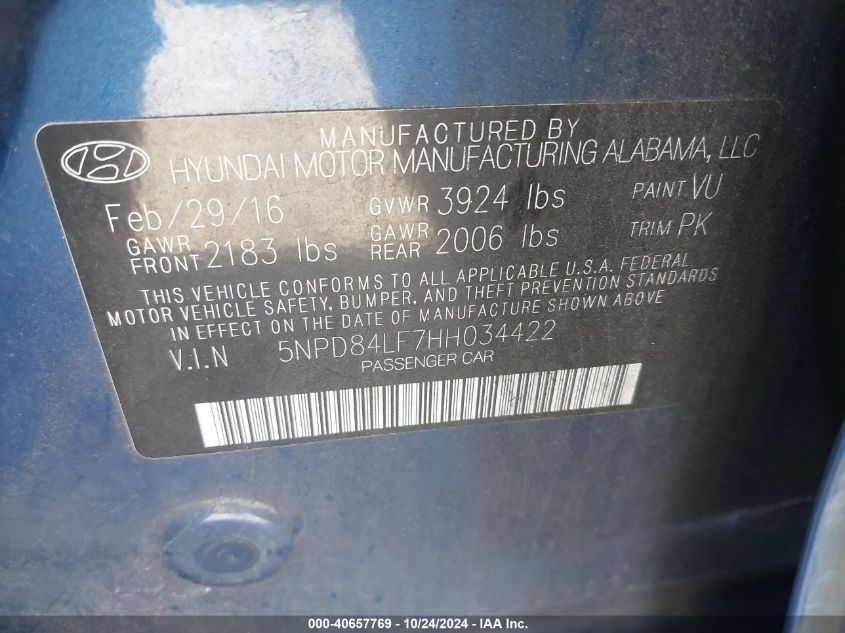 MANUFACTURED BY
HYUNDAI MOTOR MANUFACTURING ALABAMA, LLC
Feb/29/16 GVWR 3924 lbs PAINT VU
GAWR FRONT 2183 lbs GAWR REAR 2006 lbs TRIM PK
THIS VEHICLE CONFORMS TO ALL APPLICABLE U.S.A. FEDERAL
MOTOR VEHICLE SAFETY, BUMPER, AND THEFT PREVENTION STANDARDS
IN EFFECT ON THE DATE OF MANUFACTURE SHOWN ABOVE
V.I.N 5NPD84LF7HH034422
PASSENGER CAR
000-40657769 • 10/24/2024 • IAA Inc.